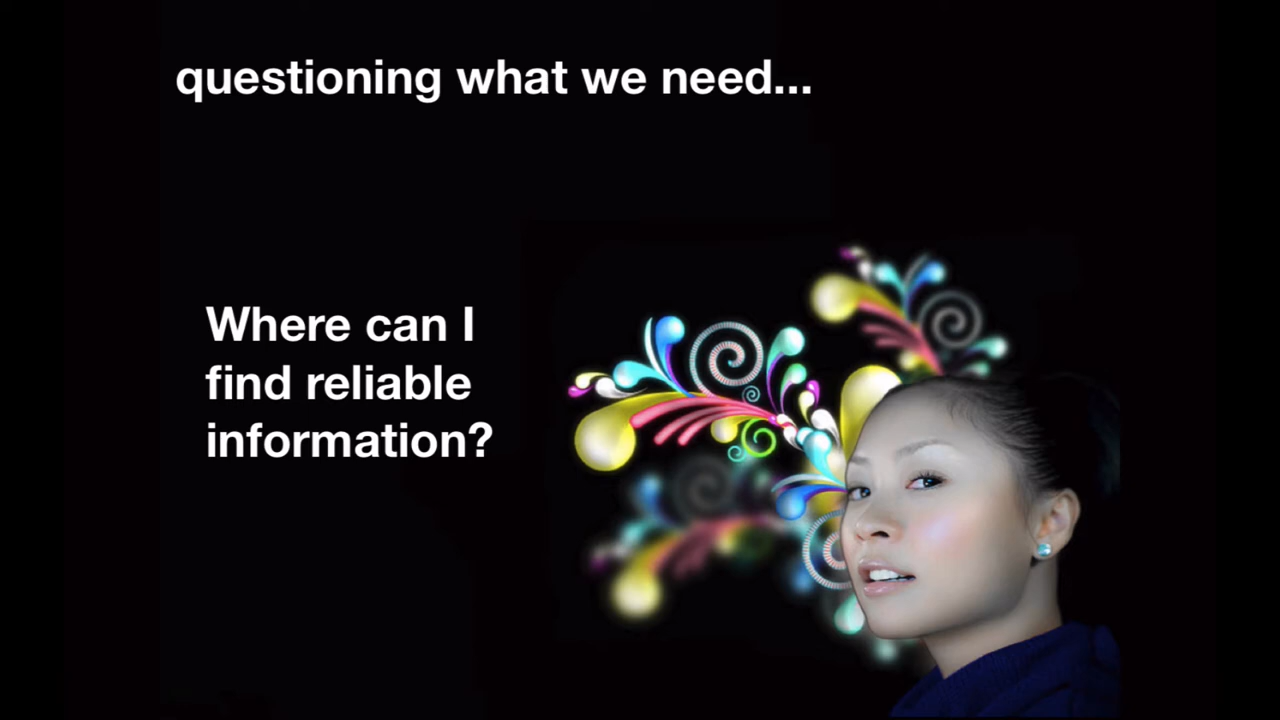 questioning what we need...
Where can I
find reliable
information?